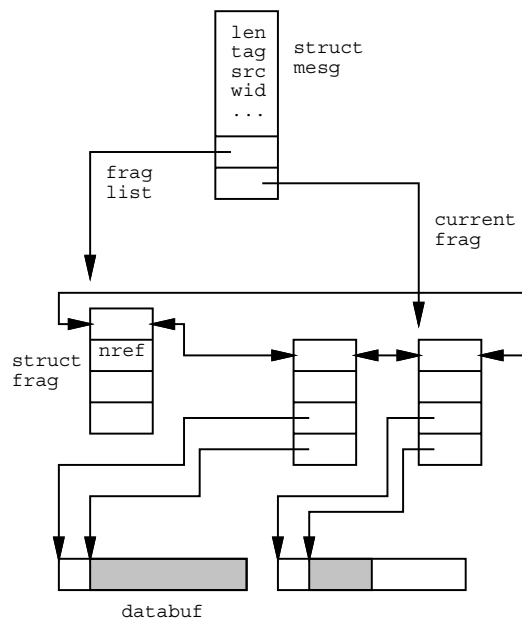 len
tag
src
wid
...
struct
mesg
frag
list
current
frag
struct
frag
nref
databuf